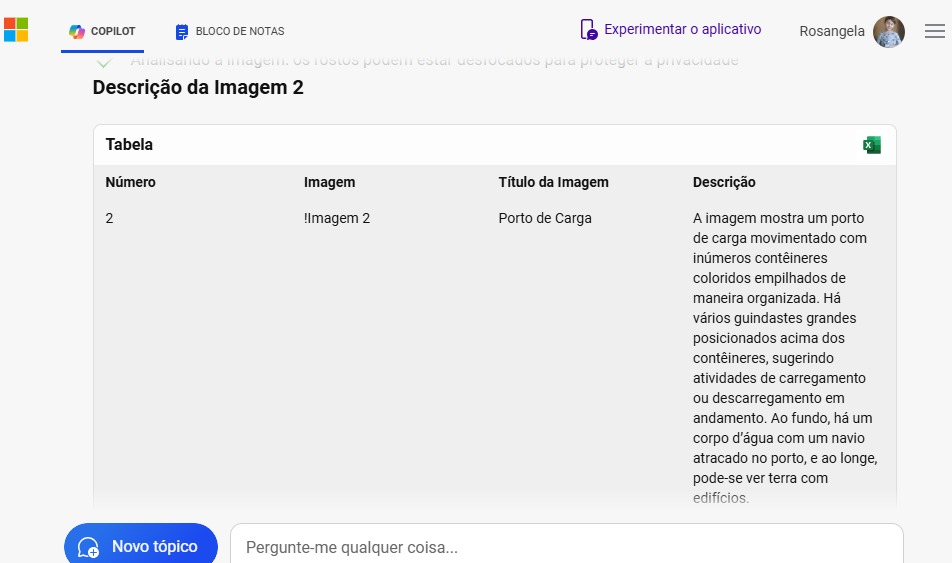 COPILOT
BLOCO DE NOTAS
Experimentar o aplicativo
Rosangela
Analisando a imagem: os rostos podem estar desfocados para proteger a privacidade
Descrição da Imagem 2
Tabela
Número Imagem Título da Imagem Descrição
2 !Imagem 2 Porto de Carga A imagem mostra um porto
de carga movimentado com
inúmeros contêineres
coloridos empilhados de
maneira organizada. Há
vários guindastes grandes
posicionados acima dos
contêineres, sugerindo
atividades de carregamento
ou descarregamento em
andamento. Ao fundo, há um
corpo d’água com um navio
atracado no porto, e ao longe,
pode-se ver terra com
edifícios.
Novo tópico
Pergunte-me qualquer coisa...